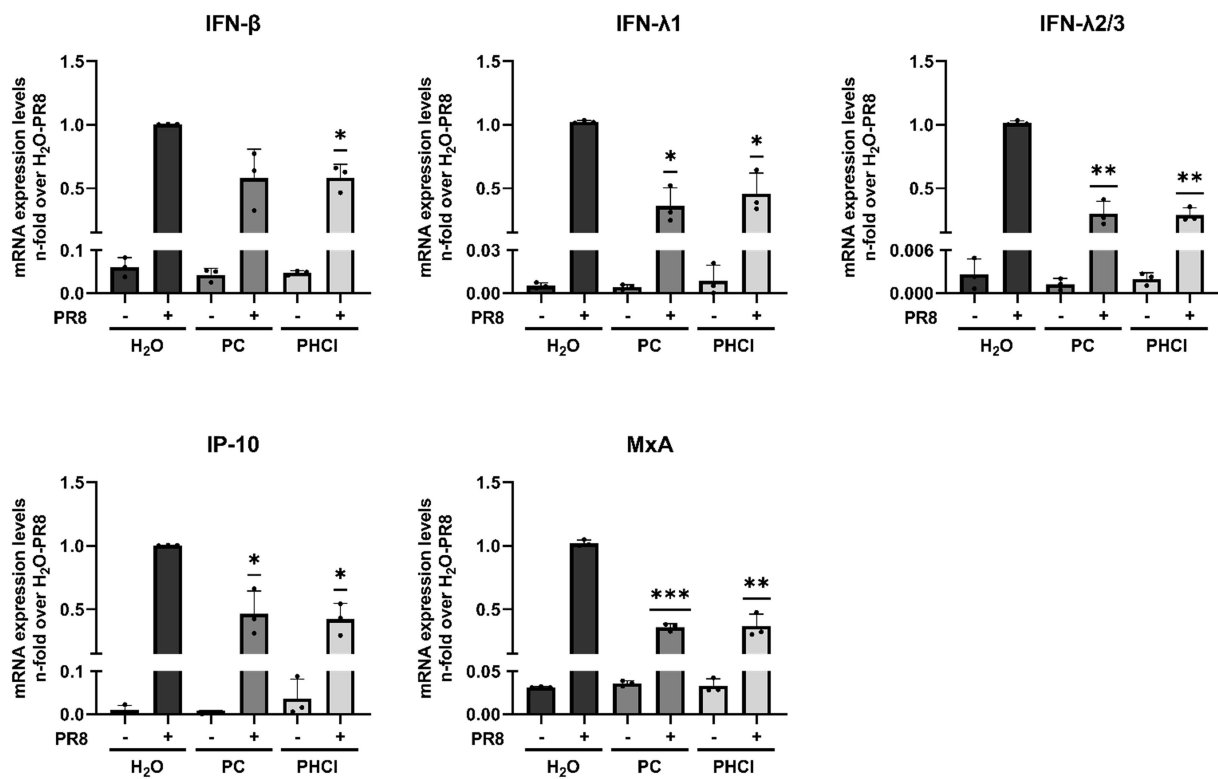 IFN-β
mRNA expression levels
n-fold over H₂O-PR8
1.5
1.0
0.5
0.1
0.0
PR8 - + - + - +
H₂O PC PHCl
IFN-λ1
mRNA expression levels
n-fold over H₂O-PR8
1.5
1.0
0.5
0.03
0.00
* *
PR8 - + - + - +
H₂O PC PHCl
IFN-λ2/3
mRNA expression levels
n-fold over H₂O-PR8
1.5
1.0
0.5
0.006
0.000
** **
PR8 - + - + - +
H₂O PC PHCl
*
IP-10
mRNA expression levels
n-fold over H₂O-PR8
1.5
1.0
0.5
0.1
0.0
* *
PR8 - + - + - +
H₂O PC PHCl
MxA
mRNA expression levels
n-fold over H₂O-PR8
1.5
1.0
0.5
0.05
0.00
*** **
PR8 - + - + - +
H₂O PC PHCl